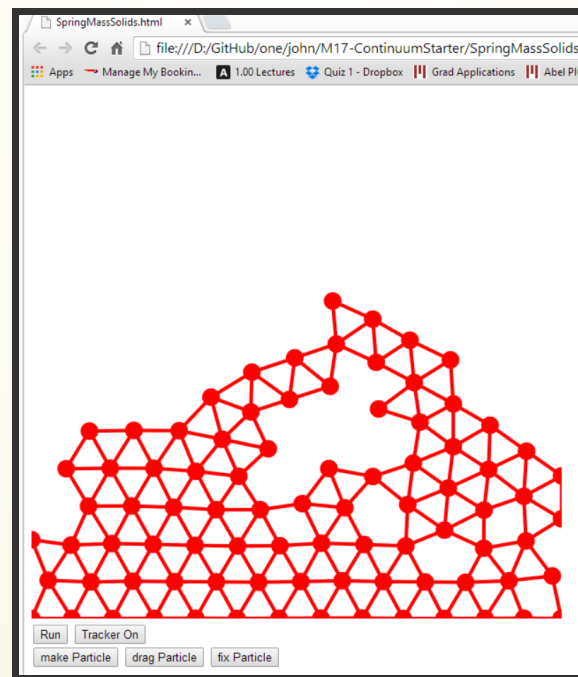 SpringMassSolids.html ×
file:///D:/GitHub/one/john/M17-ContinuumStarter/SpringMassSolids
Apps Manage My Bookin... A 1.00 Lectures Quiz 1 - Dropbox Grad Applications Abel
Run Tracker On
make Particle drag Particle fix Particle